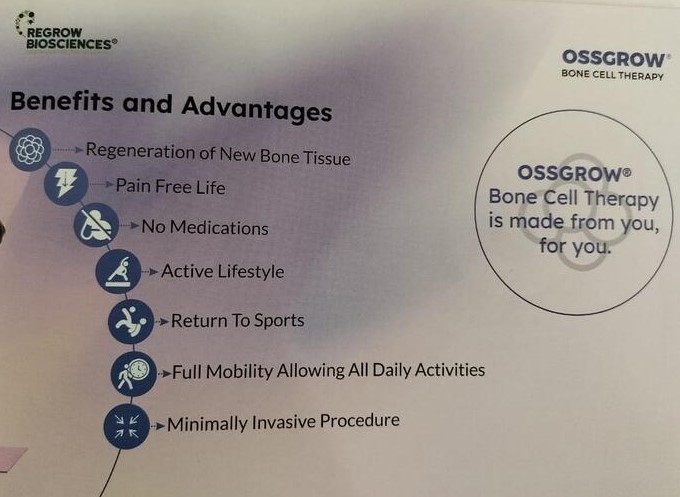 REGROW
BIOSCIENCES®
OSSGROW®
BONE CELL THERAPY
Benefits and Advantages
Regeneration of New Bone Tissue
Pain Free Life
No Medications
Active Lifestyle
Return To Sports
Full Mobility Allowing All Daily Activities
Minimally Invasive Procedure
OSSGROW®
Bone Cell Therapy
is made from you,
for you.